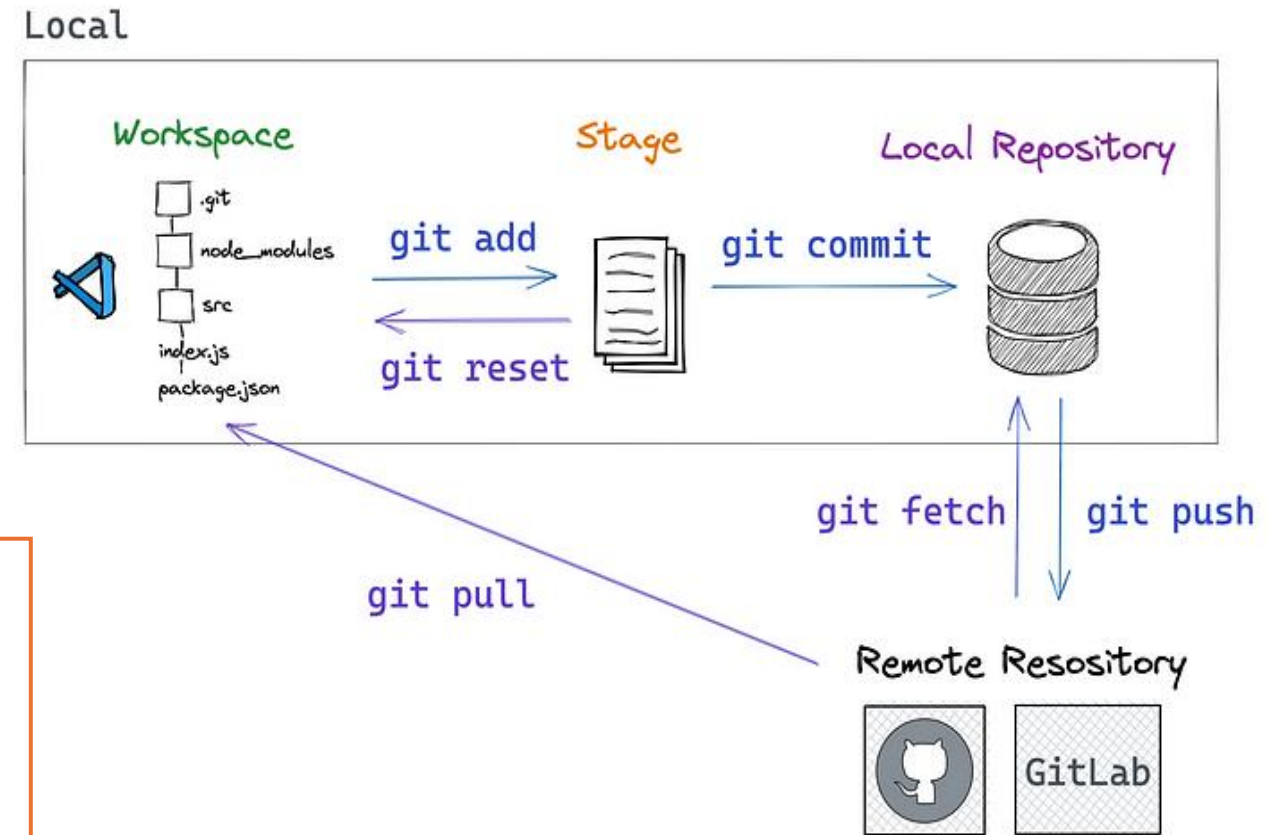 Local
Workspace
Stage
Local Repository
.git
node_modules
src
index.js
package.json
git add
git reset
git commit
git fetch
git push
git pull
Remote Resository
GitLab